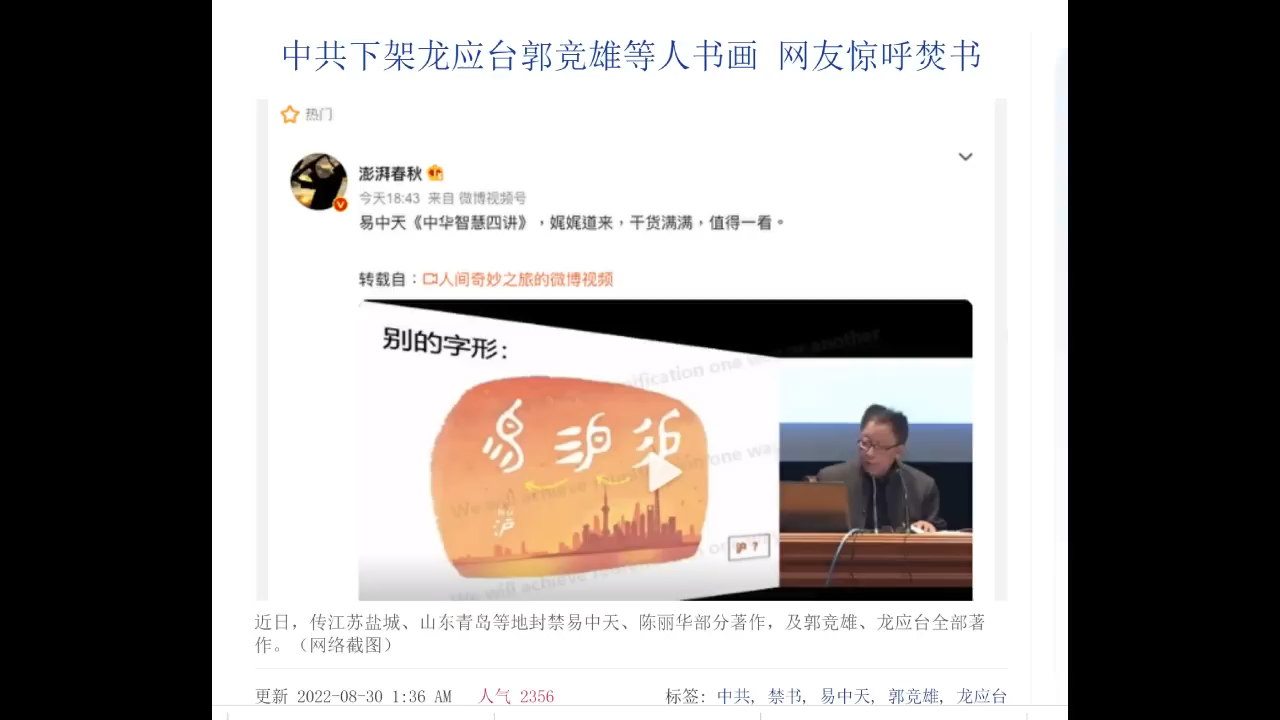 中共下架龙应台郭竞雄等人书画 网友惊呼焚书
热门
澎湃春秋
今天18:43 来自 微博视频号
易中天《中华智慧四讲》，娓娓道来，干货满满，值得一看。
转载自：人间奇妙之旅的微博视频
别的字形：
沪
沪 ?
近日，传江苏盐城、山东青岛等地封禁易中天、陈丽华部分著作，及郭竞雄、龙应台全部著
作。（网络截图）
更新 2022-08-30 1:36 AM 人气 2356 标签: 中共, 禁书, 易中天, 郭竞雄, 龙应台